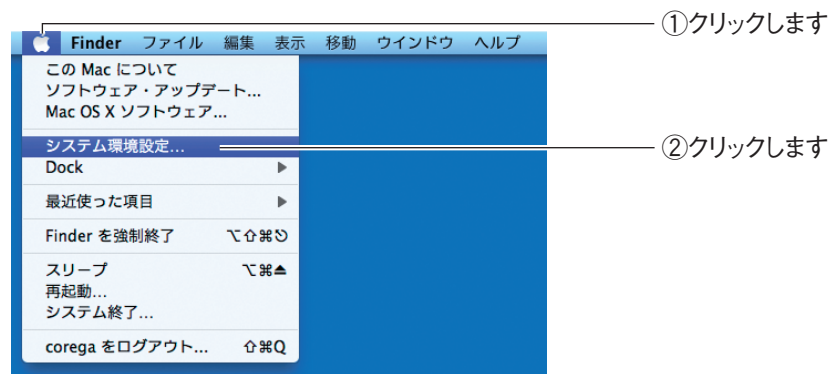 ①クリックします
Finder ファイル 編集 表示 移動 ウインドウ ヘルプ
この Mac について
ソフトウェア・アップデート...
Mac OS X ソフトウェア...
システム環境設定...
②クリックします
Dock ▶
最近使った項目 ▶
Finder を強制終了 ⌥⇧⌘⎋
スリープ ⌥⌘⏏
再起動...
システム終了...
corega をログアウト... ⇧⌘Q